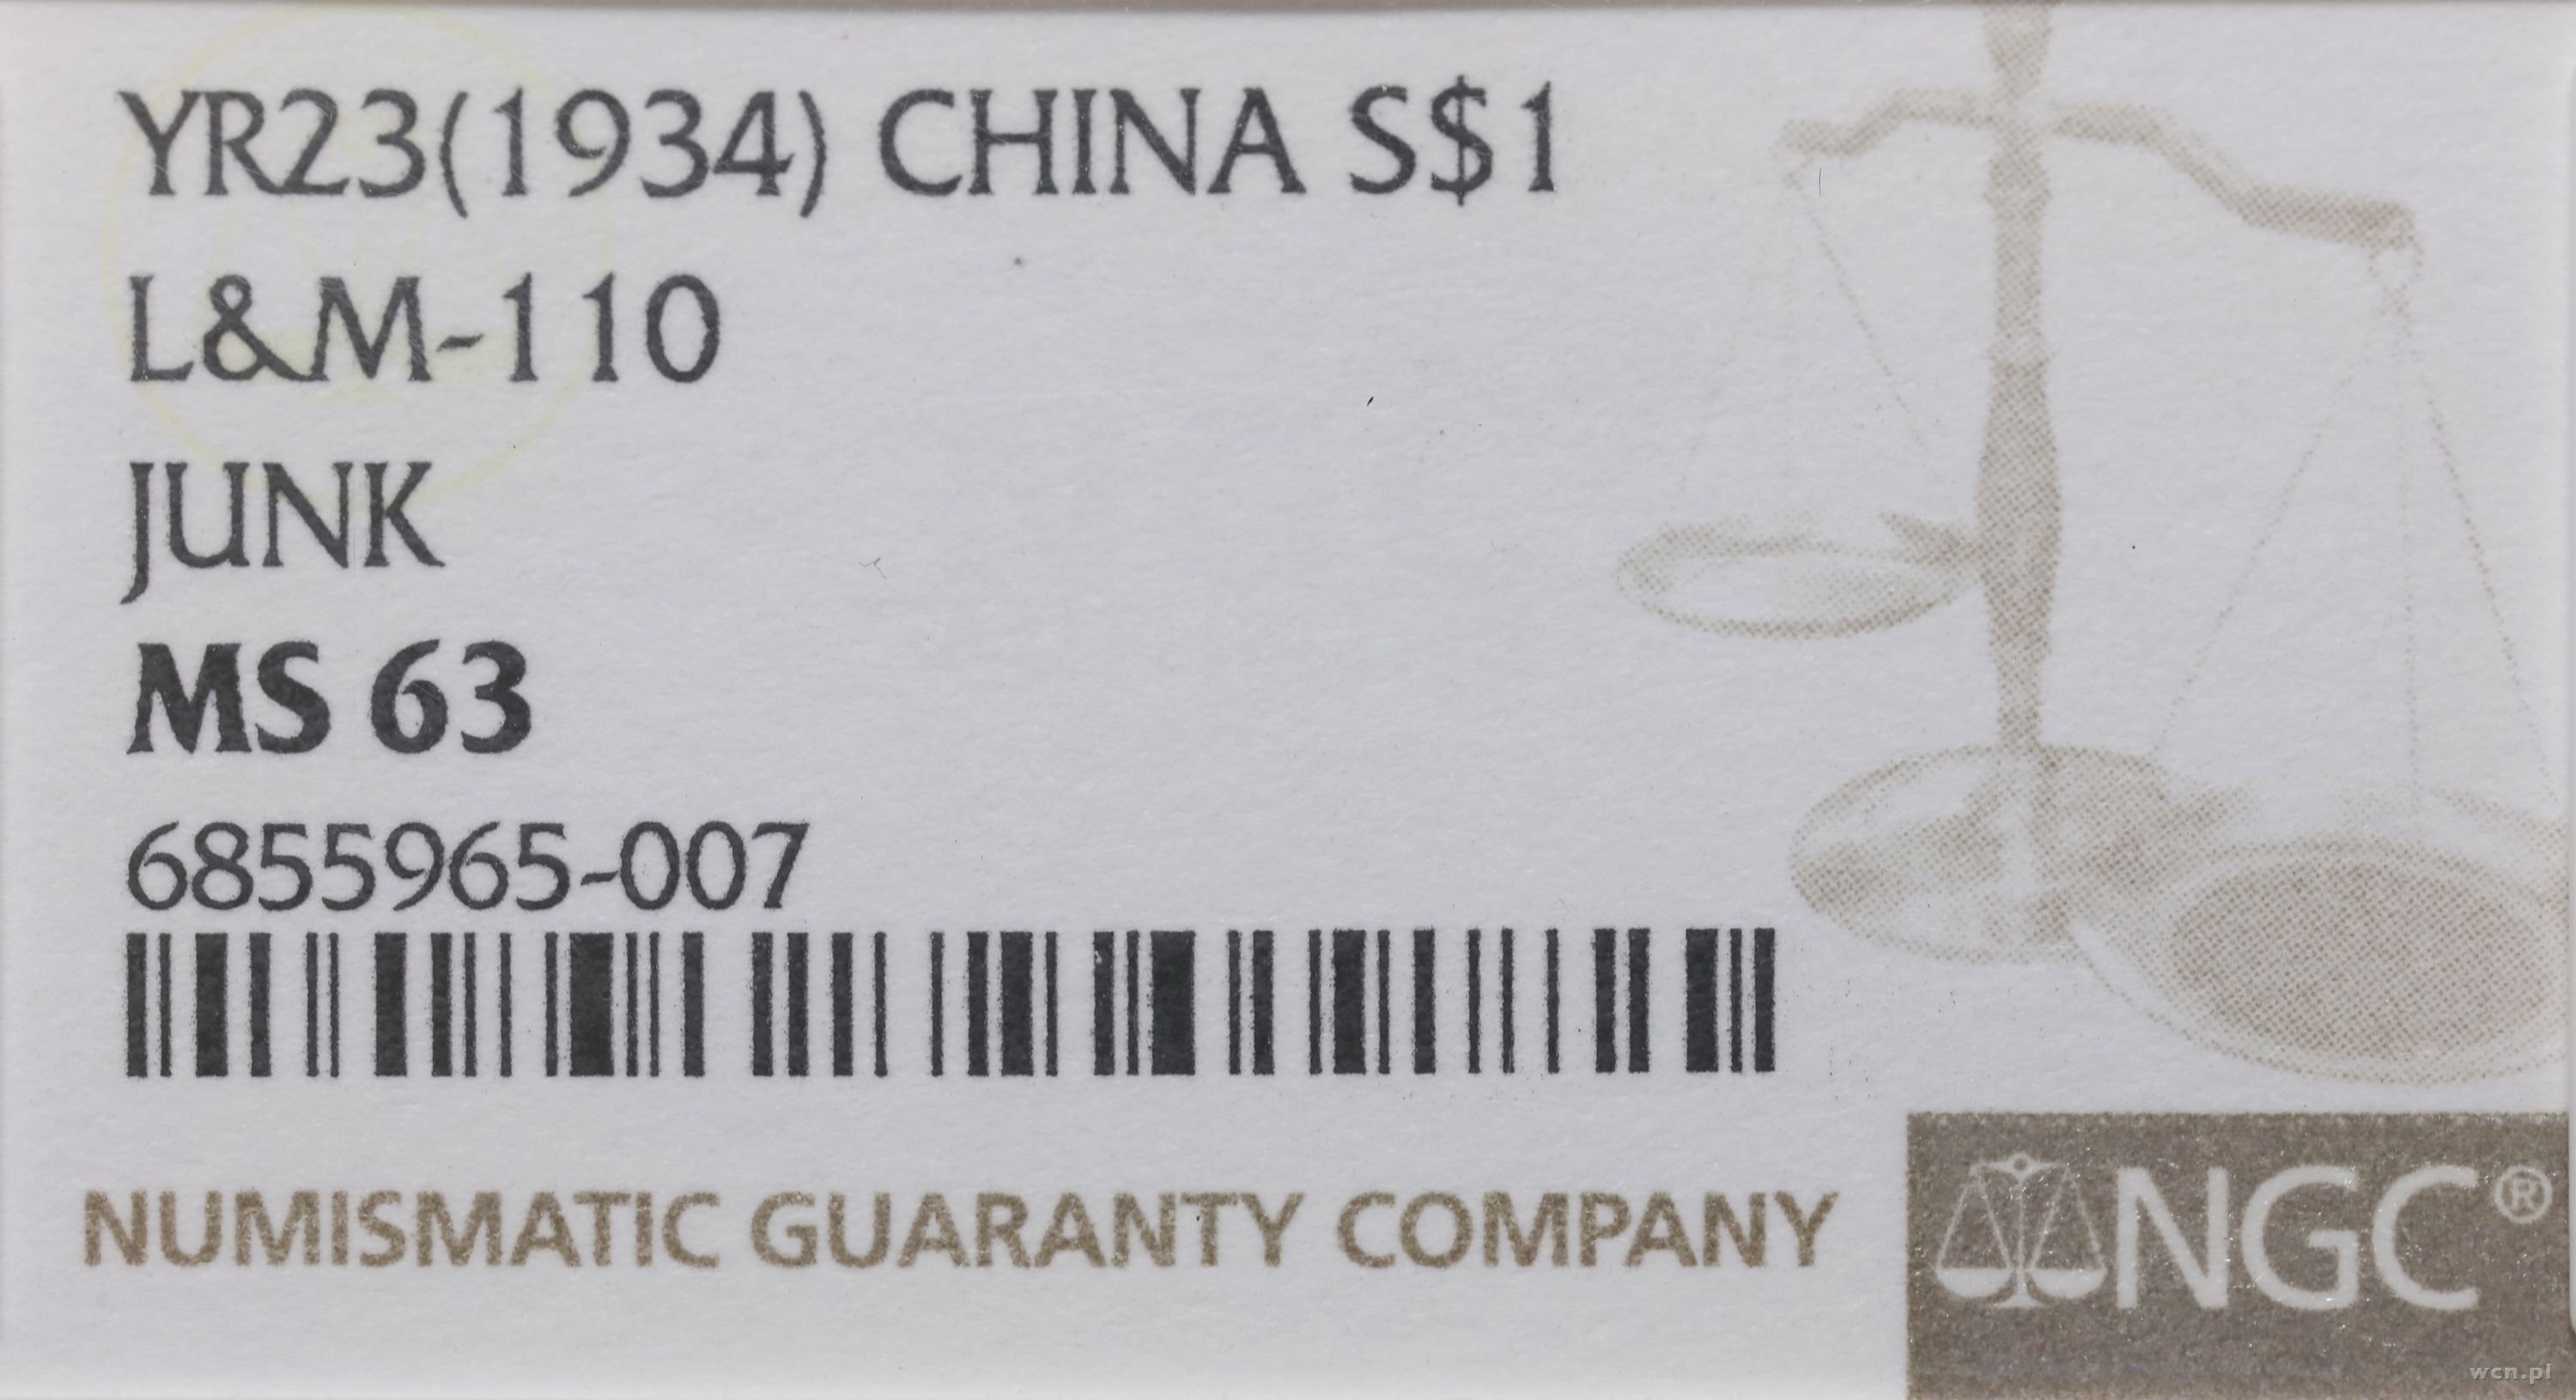 YR23(1934) CHINA S$1
L&M-110
JUNK
MS 63
6855965-007
NUMISMATIC GUARANTY COMPANY
NGC®
wcn.pl